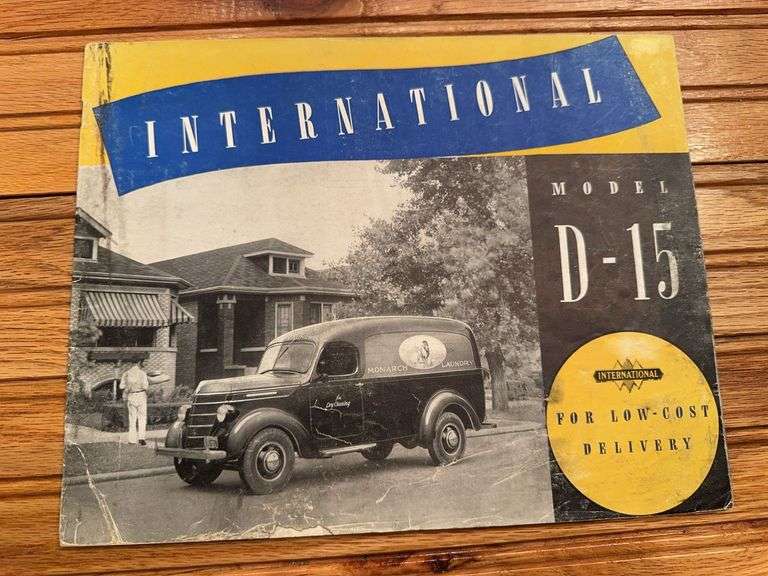 INTERNATIONAL
MODEL
D-15
MONARCH LAUNDRY
Dry Cleaning
INTERNATIONAL
FOR LOW-COST
DELIVERY